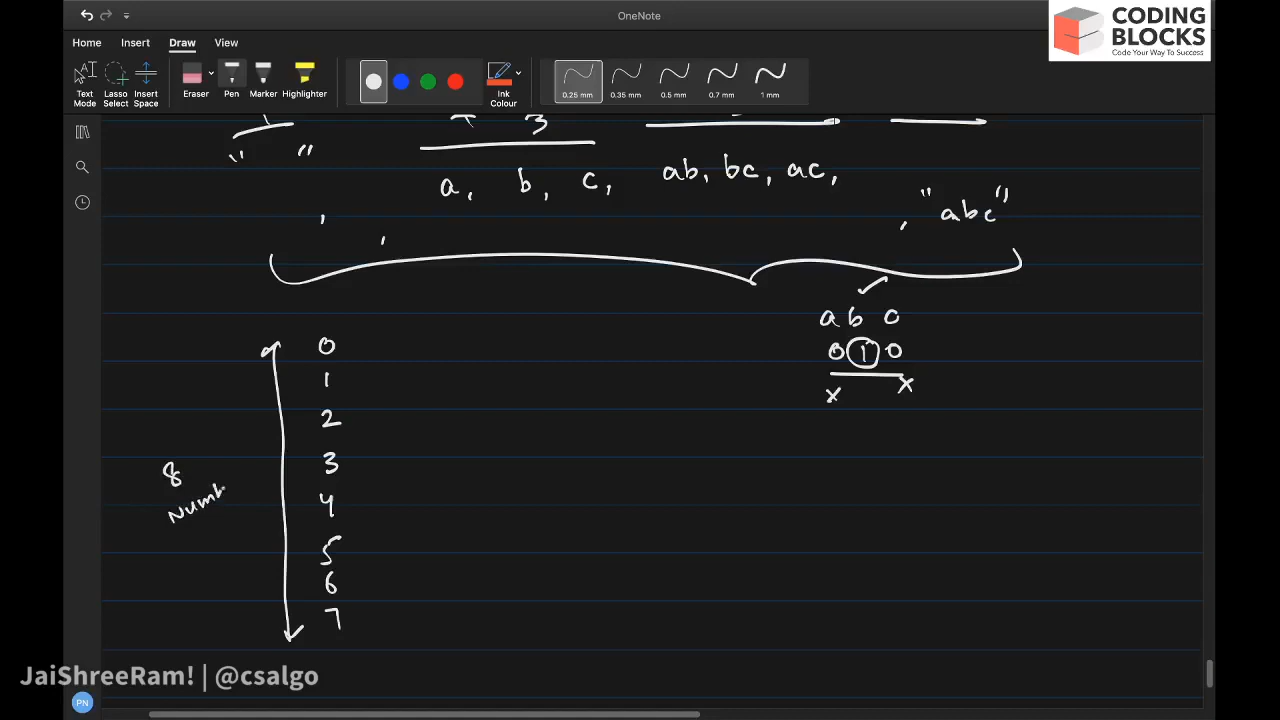 OneNote
CODING
BLOCKS
Code Your Way To Success
Home Insert Draw View
Text Mode
Lasso Select
Insert Space
Eraser
Pen
Marker
Highlighter
Ink Colour
0.25 mm
0.35 mm
0.5 mm
0.7 mm
1 mm
3
" "
a, b, c, ab, bc, ac,
, "abc"
, ,
a b c
0 1 0
x x
0
1
2
3
4
5
6
7
8
Numb
JaiShreeRam! | @csalgo
PN